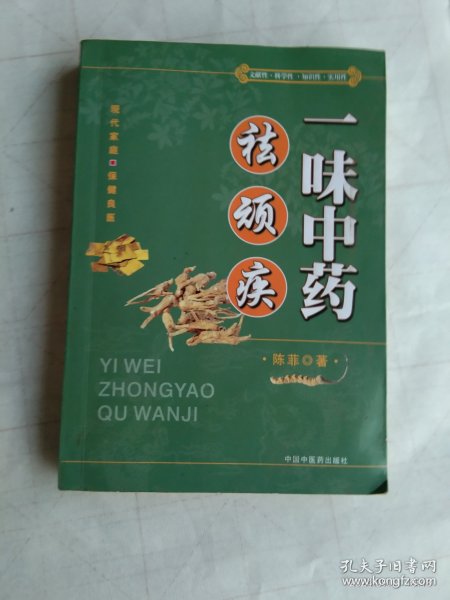 文献性·科学性·知识性·实用性
一味中药
祛顽疾
现代家庭●保健良医
·陈菲◎著·
YI WEI
ZHONGYAO
QU WANJI
中国中医药出版社
孔夫子旧书网
www.kongfz.com